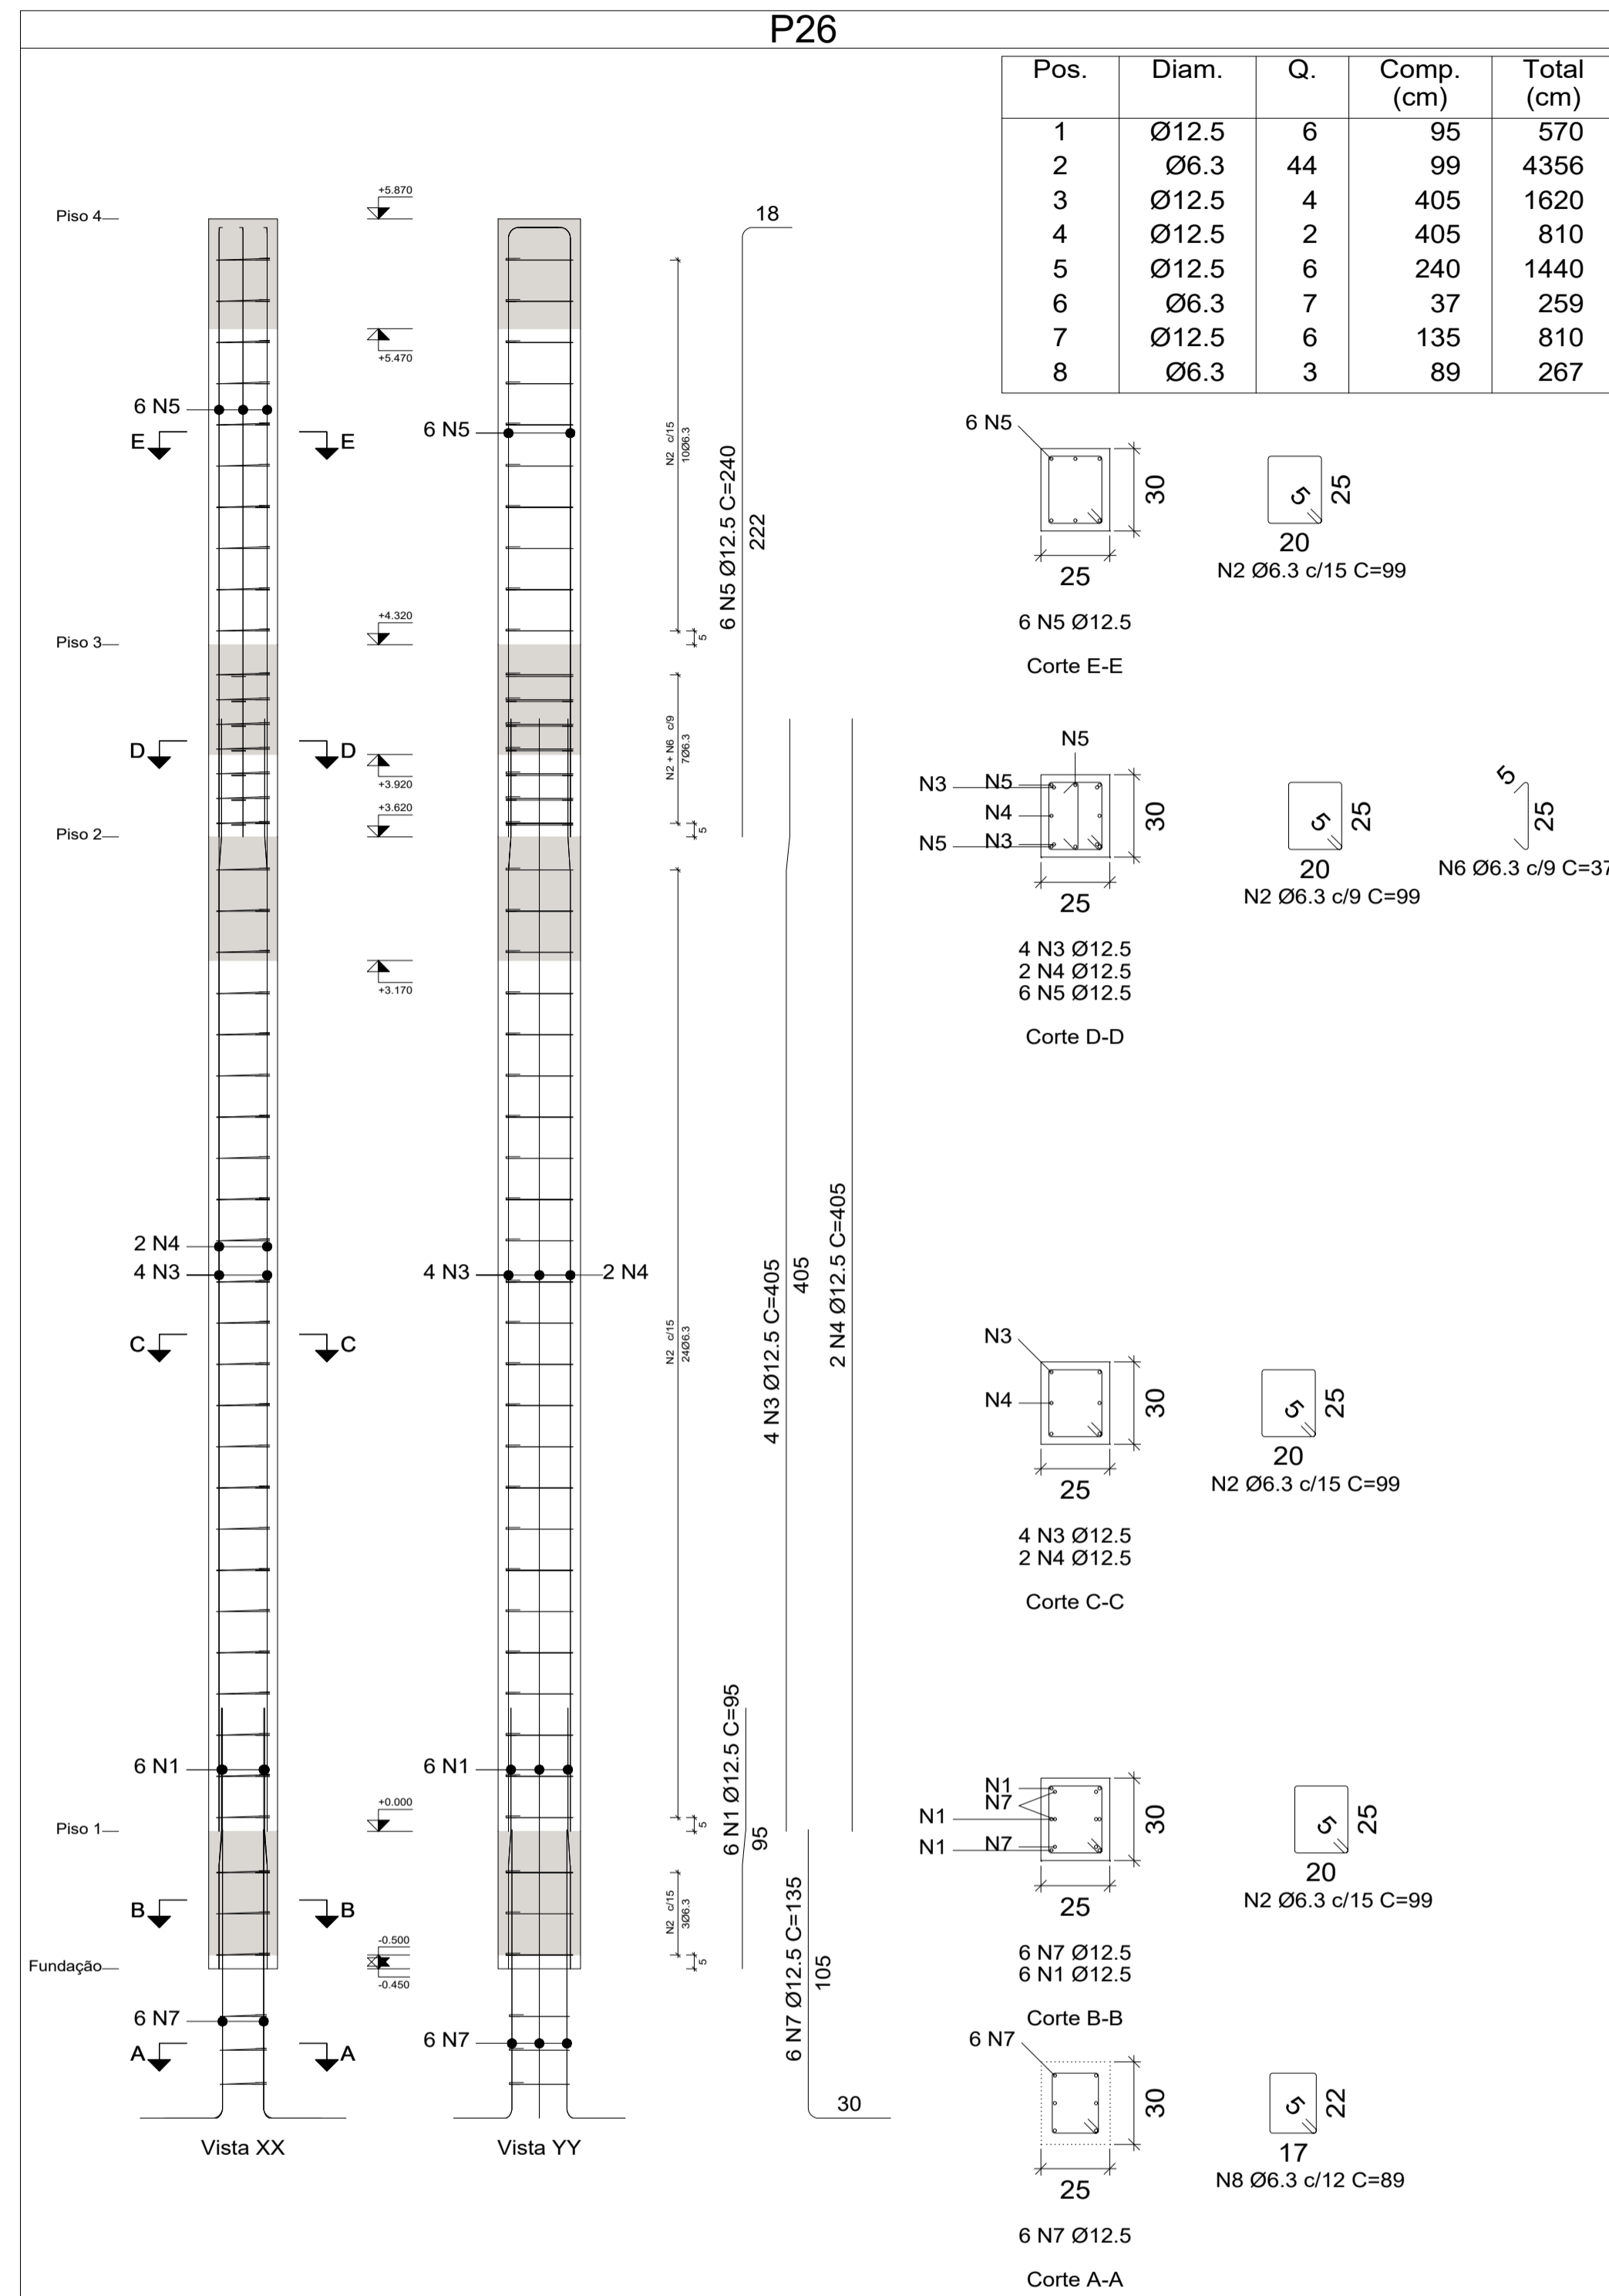 P26
Pos. Diam. Q. Comp. (cm) Total (cm)
1 Ø12.5 6 95 570
2 Ø6.3 44 99 4356
3 Ø12.5 4 405 1620
4 Ø12.5 2 405 810
5 Ø12.5 6 240 1440
6 Ø6.3 7 37 259
7 Ø12.5 6 135 810
8 Ø6.3 3 89 267
Piso 4
+5.870
+5.470
6 N5
E E
6 N5
Piso 3
+4.320
D D
+3.920
+3.620
Piso 2
+3.170
2 N4
4 N3
4 N3
2 N4
C C
6 N1
6 N1
+0.000
Piso 1
B B
-0.500
Fundação
-0.450
6 N7
6 N7
A A
Vista XX
Vista YY
N2 c/15
10Ø6.3
5
N2 + N6 c/9
7Ø6.3
5
N2 c/15
24Ø6.3
5
N2 c/15
3Ø6.3
5
18
6 N5 Ø12.5 C=240
222
4 N3 Ø12.5 C=405
405
2 N4 Ø12.5 C=405
6 N1 Ø12.5 C=95
95
6 N7 Ø12.5 C=135
105
30
6 N5
30
25
5
25
20
N2 Ø6.3 c/15 C=99
6 N5 Ø12.5
Corte E-E
N5
N3
N5
N4
N5
N3
30
25
5
25
20
N2 Ø6.3 c/9 C=99
5
25
N6 Ø6.3 c/9 C=37
4 N3 Ø12.5
2 N4 Ø12.5
6 N5 Ø12.5
Corte D-D
N3
N4
30
25
5
25
20
N2 Ø6.3 c/15 C=99
4 N3 Ø12.5
2 N4 Ø12.5
Corte C-C
N1
N7
N1
N1
N7
30
25
5
25
20
N2 Ø6.3 c/15 C=99
6 N7 Ø12.5
6 N1 Ø12.5
Corte B-B
6 N7
30
25
5
22
17
N8 Ø6.3 c/12 C=89
6 N7 Ø12.5
Corte A-A